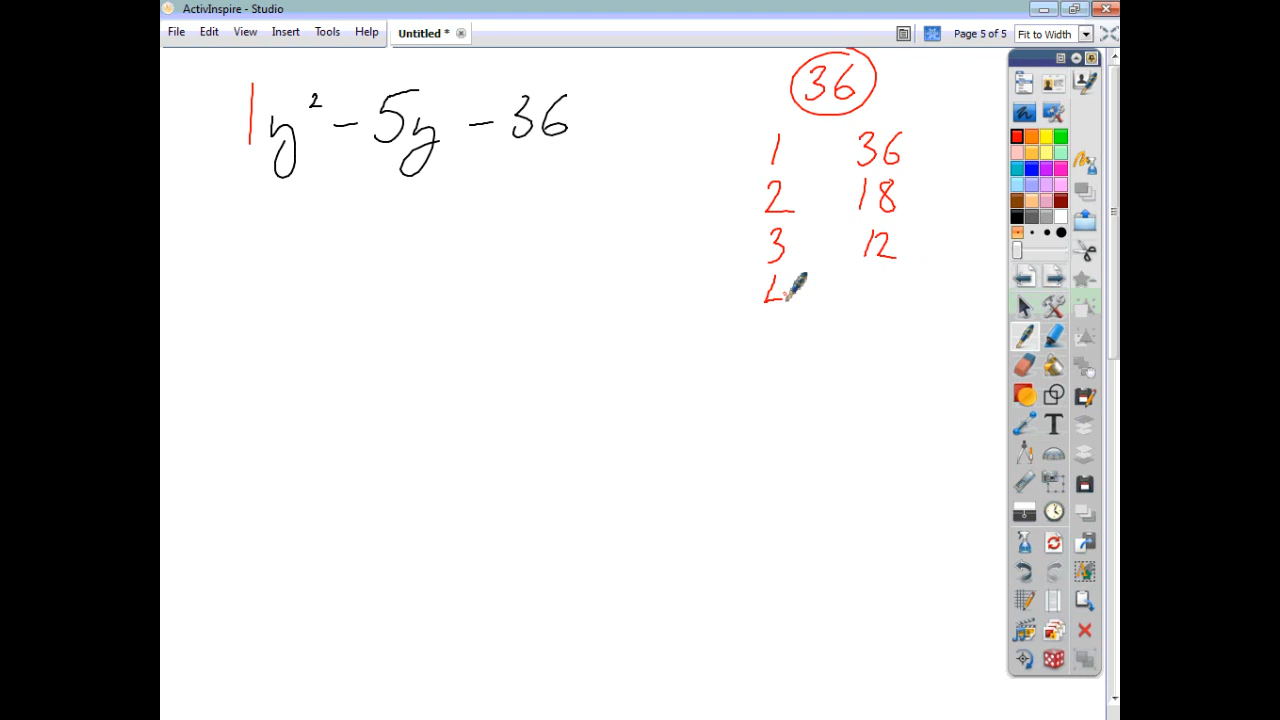 ActivInspire - Studio
File Edit View Insert Tools Help Untitled * Page 5 of 5 Fit to Width
1y² - 5y - 36
36
1 36
2 18
3 12